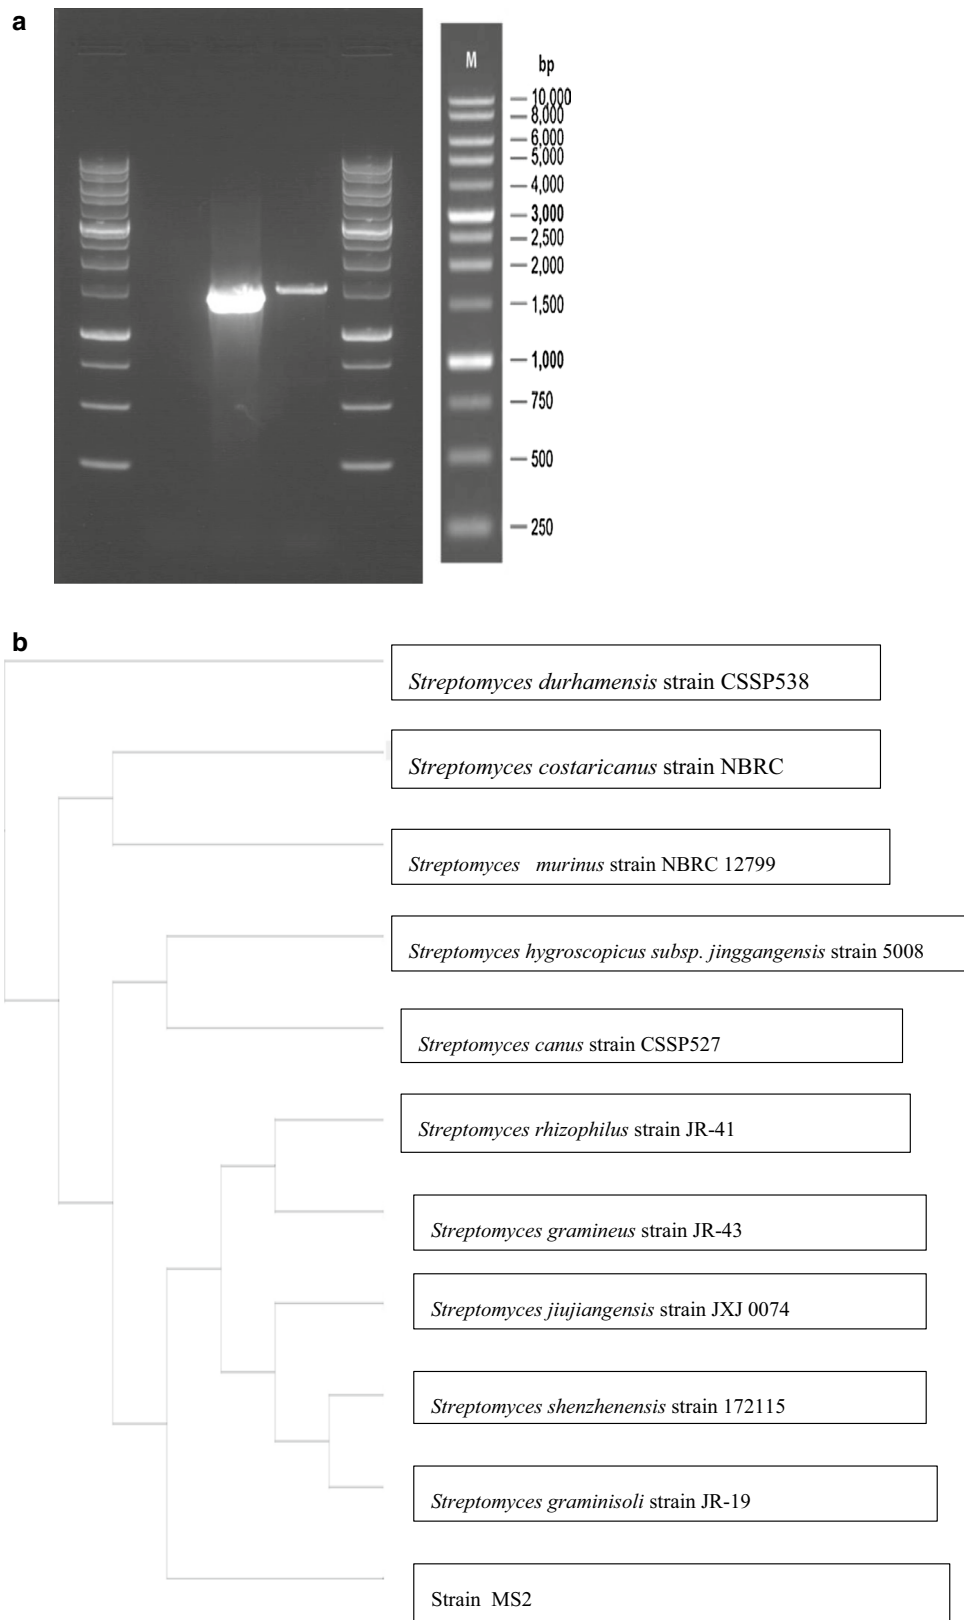 a
M
bp
10,000
8,000
6,000
5,000
4,000
3,000
2,500
2,000
1,500
1,000
750
500
250
b
Streptomyces durhamensis strain CSSP538
Streptomyces costaricanus strain NBRC
Streptomyces murinus strain NBRC 12799
Streptomyces hygroscopicus subsp. jinggangensis strain 5008
Streptomyces canus strain CSSP527
Streptomyces rhizophilus strain JR-41
Streptomyces gramineus strain JR-43
Streptomyces jiujiangensis strain JXJ 0074
Streptomyces shenzhenensis strain 172115
Streptomyces graminisoli strain JR-19
Strain MS2